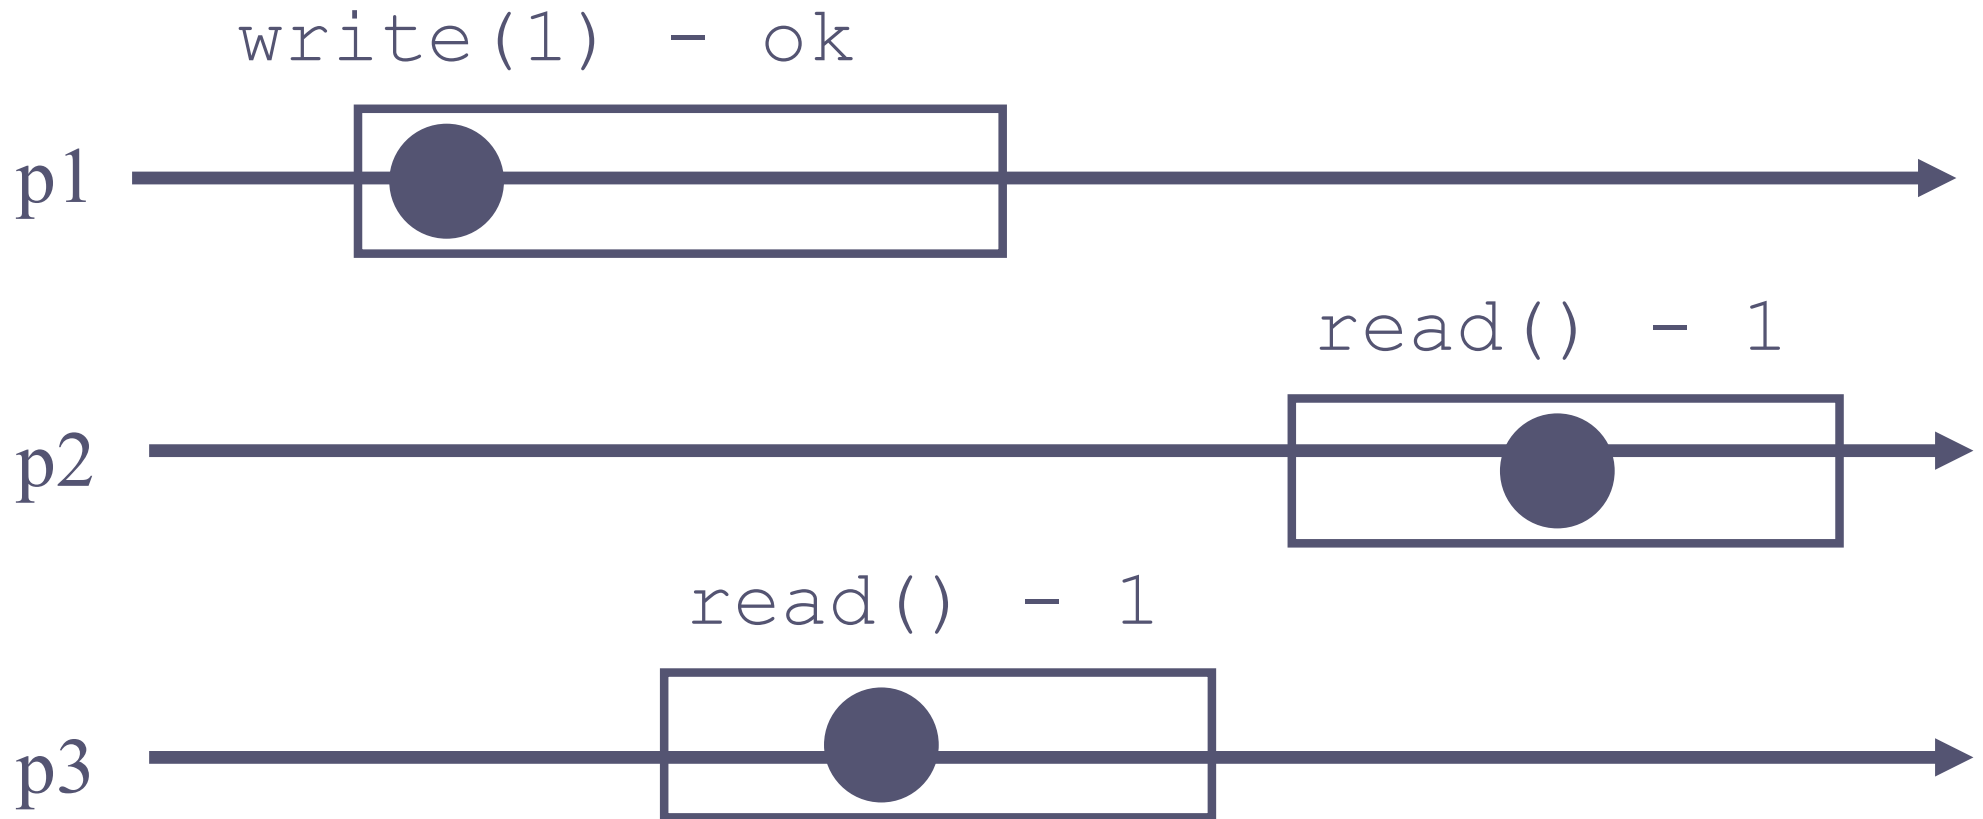 write(1) - ok
p1
read() - 1
p2
read() - 1
p3